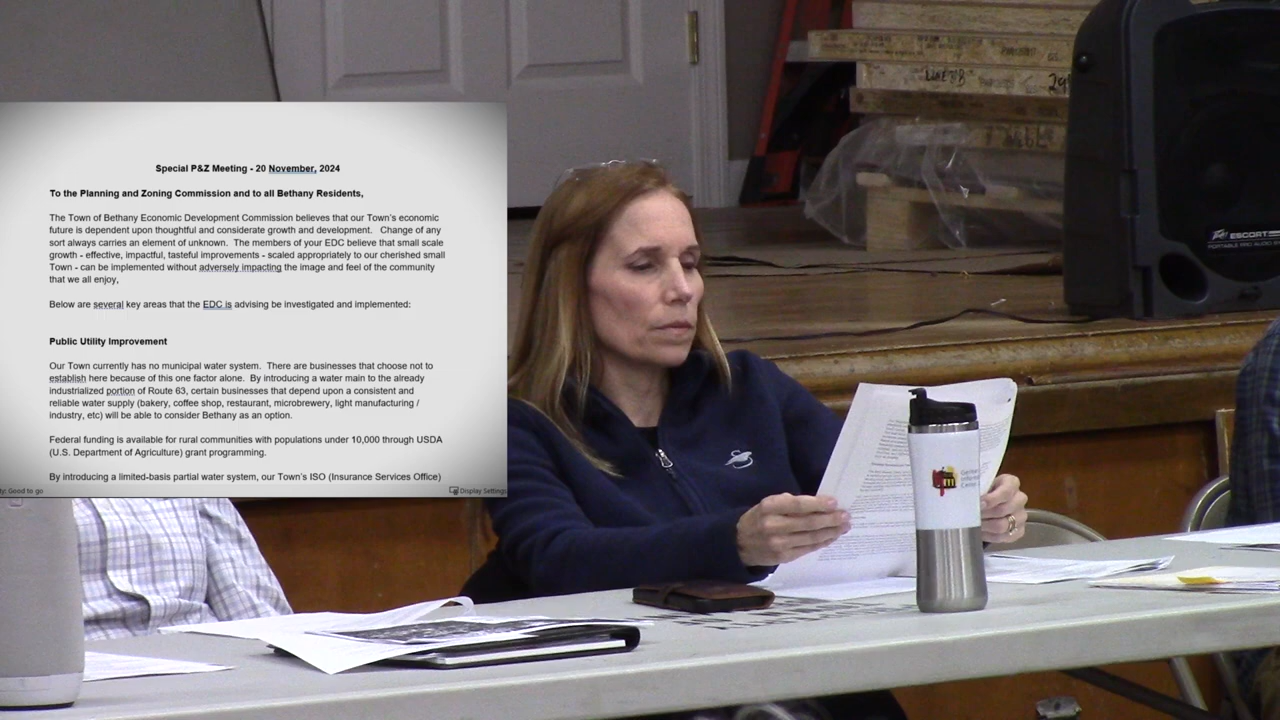 Special P&Z Meeting - 20 November, 2024
To the Planning and Zoning Commission and to all Bethany Residents,
The Town of Bethany Economic Development Commission believes that our Town's economic
future is dependent upon thoughtful and considerate growth and development. Change of any
sort always carries an element of unknown. The members of your EDC believe that small scale
growth - effective, impactful, tasteful improvements - scaled appropriately to our cherished small
Town - can be implemented without adversely impacting the image and feel of the community
that we all enjoy,
Below are several key areas that the EDC is advising be investigated and implemented:
Public Utility Improvement
Our Town currently has no municipal water system. There are businesses that choose not to
establish here because of this one factor alone. By introducing a water main to the already
industrialized portion of Route 63, certain businesses that depend upon a consistent and
reliable water supply (bakery, coffee shop, restaurant, microbrewery, light manufacturing /
industry, etc) will be able to consider Bethany as an option.
Federal funding is available for rural communities with populations under 10,000 through USDA
(U.S. Department of Agriculture) grant programming.
By introducing a limited-basis partial water system, our Town's ISO (Insurance Services Office)
ty: Good to go
Display Settings
Peavey ESCORT
PORTABLE PRO AUDIO